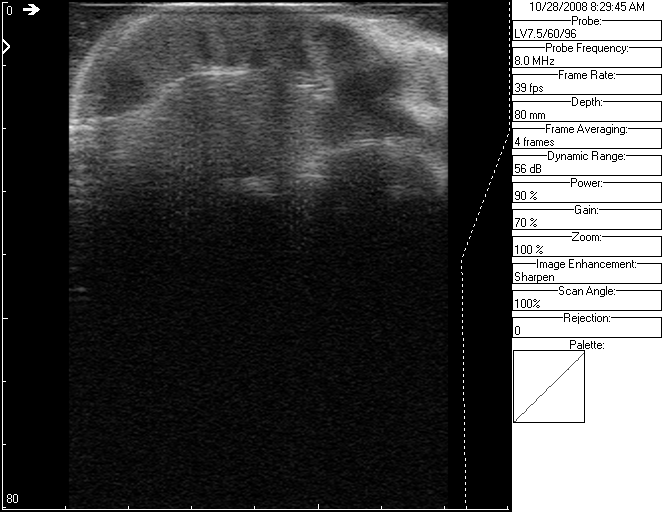 0
80
10/28/2008 8:29:45 AM
Probe:
LV7.5/60/96
Probe Frequency:
8.0 MHz
Frame Rate:
39 fps
Depth:
80 mm
Frame Averaging:
4 frames
Dynamic Range:
56 dB
Power:
90 %
Gain:
70 %
Zoom:
100 %
Image Enhancement:
Sharpen
Scan Angle:
100%
Rejection:
0
Palette: